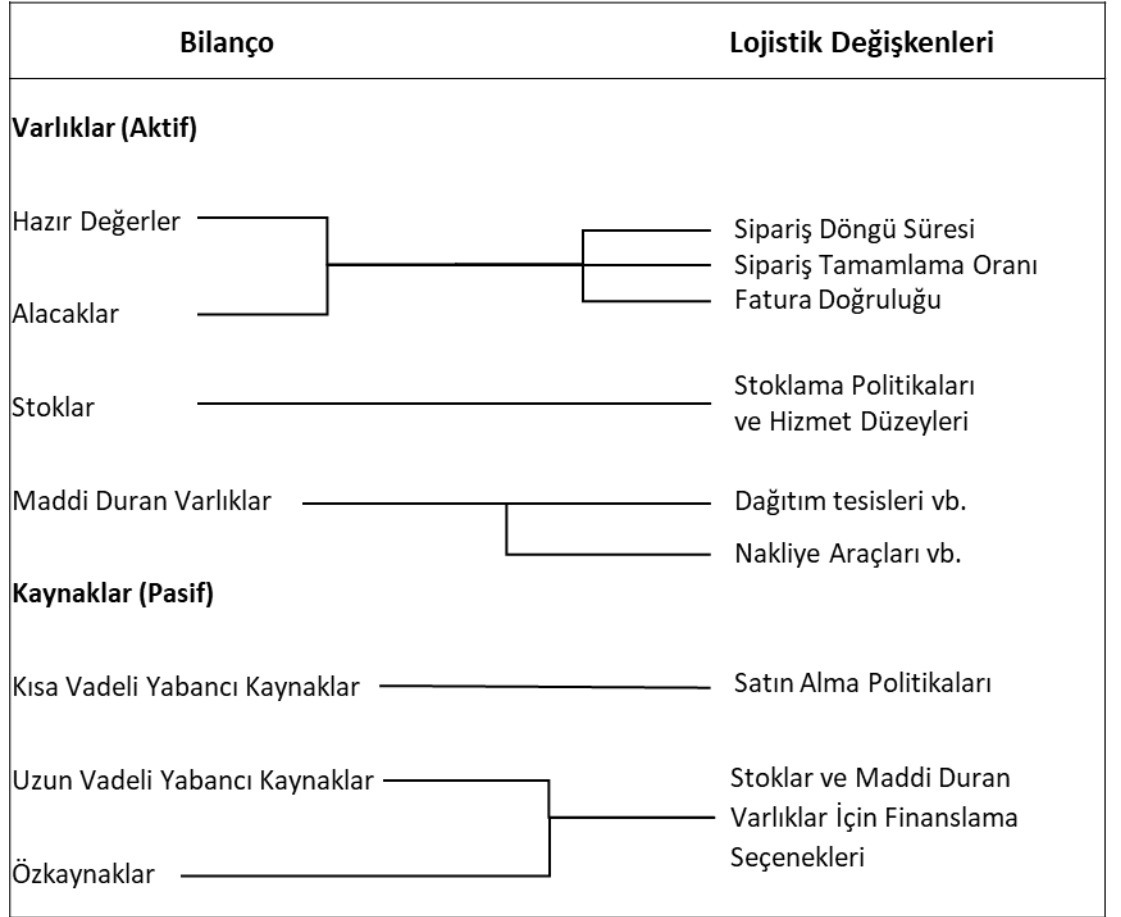 Bilanço
Lojistik Değişkenleri
Varlıklar (Aktif)
Hazır Değerler
Alacaklar
Sipariş Döngü Süresi
Sipariş Tamamlama Oranı
Fatura Doğruluğu
Stoklar
Stoklama Politikaları
ve Hizmet Düzeyleri
Maddi Duran Varlıklar
Dağıtım tesisleri vb.
Nakliye Araçları vb.
Kaynaklar (Pasif)
Kısa Vadeli Yabancı Kaynaklar
Satın Alma Politikaları
Uzun Vadeli Yabancı Kaynaklar
Özkaynaklar
Stoklar ve Maddi Duran
Varlıklar İçin Finanslama
Seçenekleri